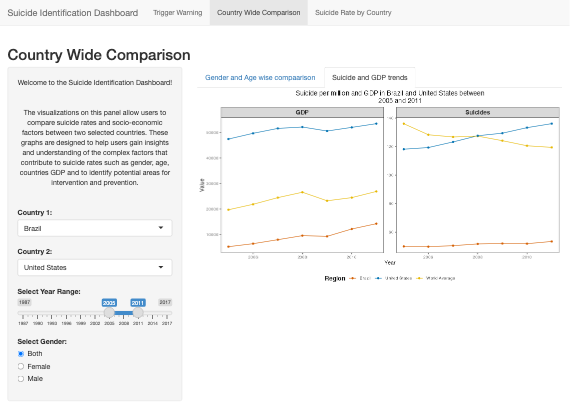 Suicide Identification Dashboard
Trigger Warning
Country Wide Comparison
Suicide Rate by Country
Country Wide Comparison
Welcome to the Suicide Identification Dashboard!
The visualizations on this panel allow users to
compare suicide rates and socio-economic
factors between two selected countries. These
graphs are designed to help users gain insights
and understanding of the complex factors that
contribute to suicide rates such as gender, age,
countries GDP and to identify potential areas for
intervention and prevention.
Country 1:
Brazil
Country 2:
United States
Select Year Range:
1987 2005 2011 2017
1987 1990 1993 1996 1999 2002 2005 2008 2011 2014 2017
Select Gender:
Both
Female
Male
Gender and Age wise compaarison
Suicide and GDP trends
Suicide per million and GDP in Brazil and United States between
2005 and 2011
GDP
Suicides
Value
Year
Region Brazil United States World Average